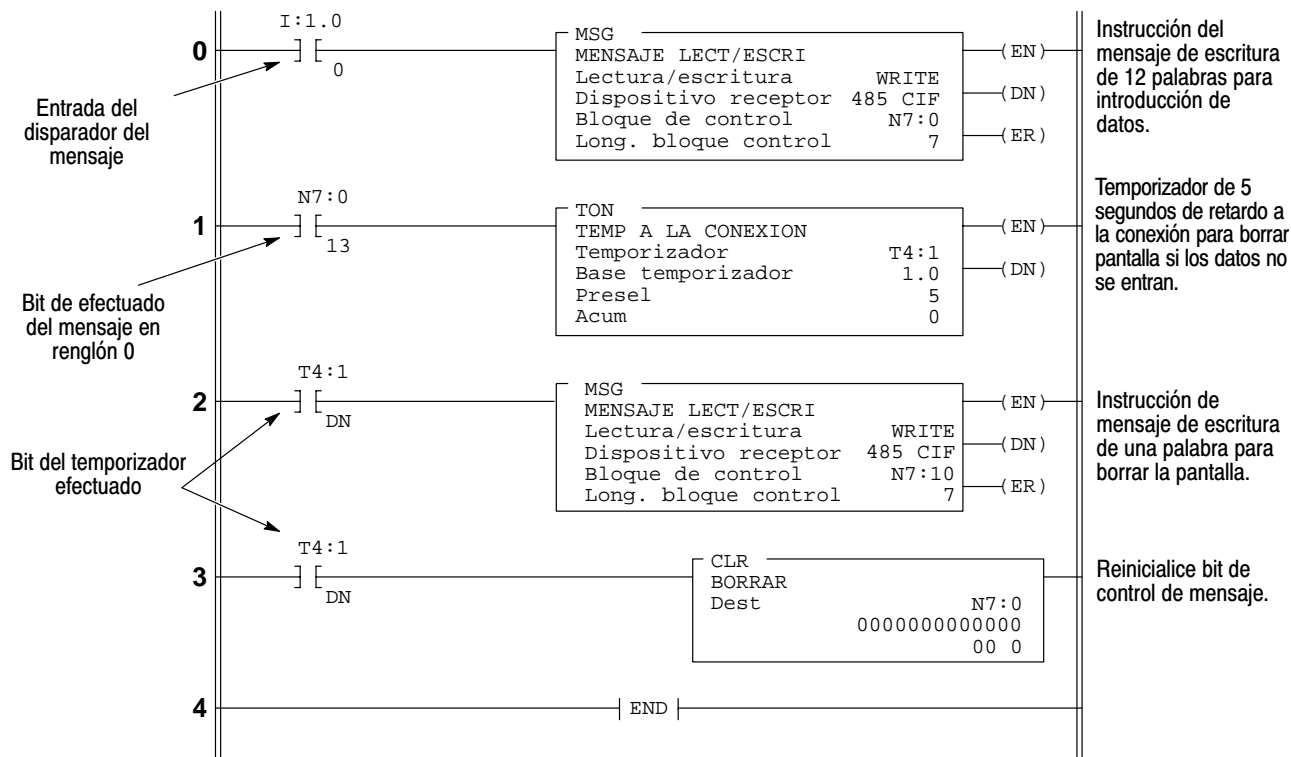 I:1.0
0
] [
0
Entrada del
disparador del
mensaje
MSG
MENSAJE LECT/ESCRI
Lectura/escritura WRITE
Dispositivo receptor 485 CIF
Bloque de control N7:0
Long. bloque control 7
(EN)
(DN)
(ER)
Instrucción del
mensaje de escritura
de 12 palabras para
introducción de
datos.
N7:0
1
] [
13
Bit de efectuado
del mensaje en
renglón 0
TON
TEMP A LA CONEXION
Temporizador T4:1
Base temporizador 1.0
Presel 5
Acum 0
(EN)
(DN)
Temporizador de 5
segundos de retardo a
la conexión para borrar
pantalla si los datos no
se entran.
T4:1
2
] [
DN
Bit del temporizador
efectuado
MSG
MENSAJE LECT/ESCRI
Lectura/escritura WRITE
Dispositivo receptor 485 CIF
Bloque de control N7:10
Long. bloque control 7
(EN)
(DN)
(ER)
Instrucción de
mensaje de escritura
de una palabra para
borrar la pantalla.
T4:1
3
] [
DN
CLR
BORRAR
Dest N7:0
0000000000000
00 0
Reinicialice bit de
control de mensaje.
4
END